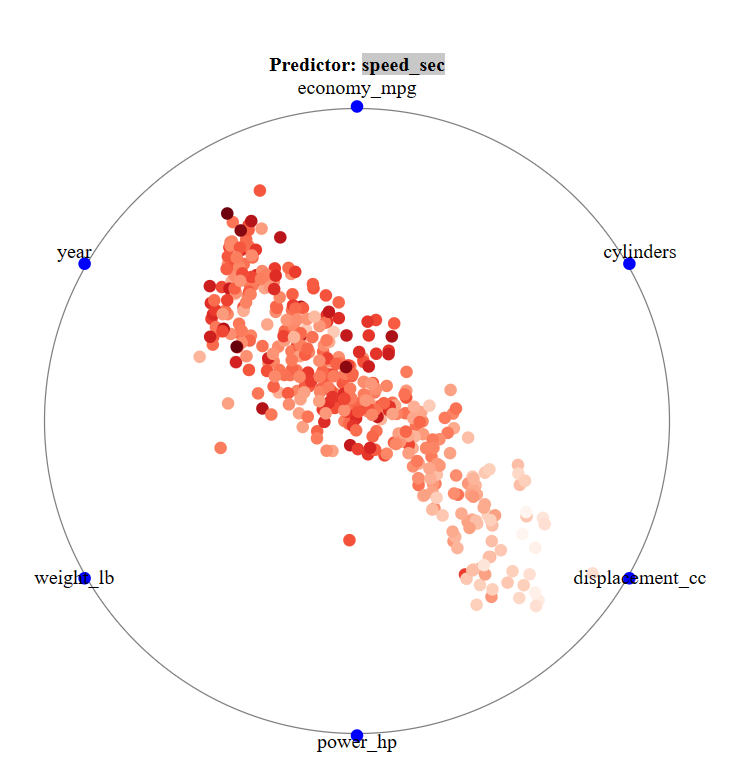 Predictor: speed_sec
economy_mpg
year
cylinders
weight_lb
displacement_cc
power_hp